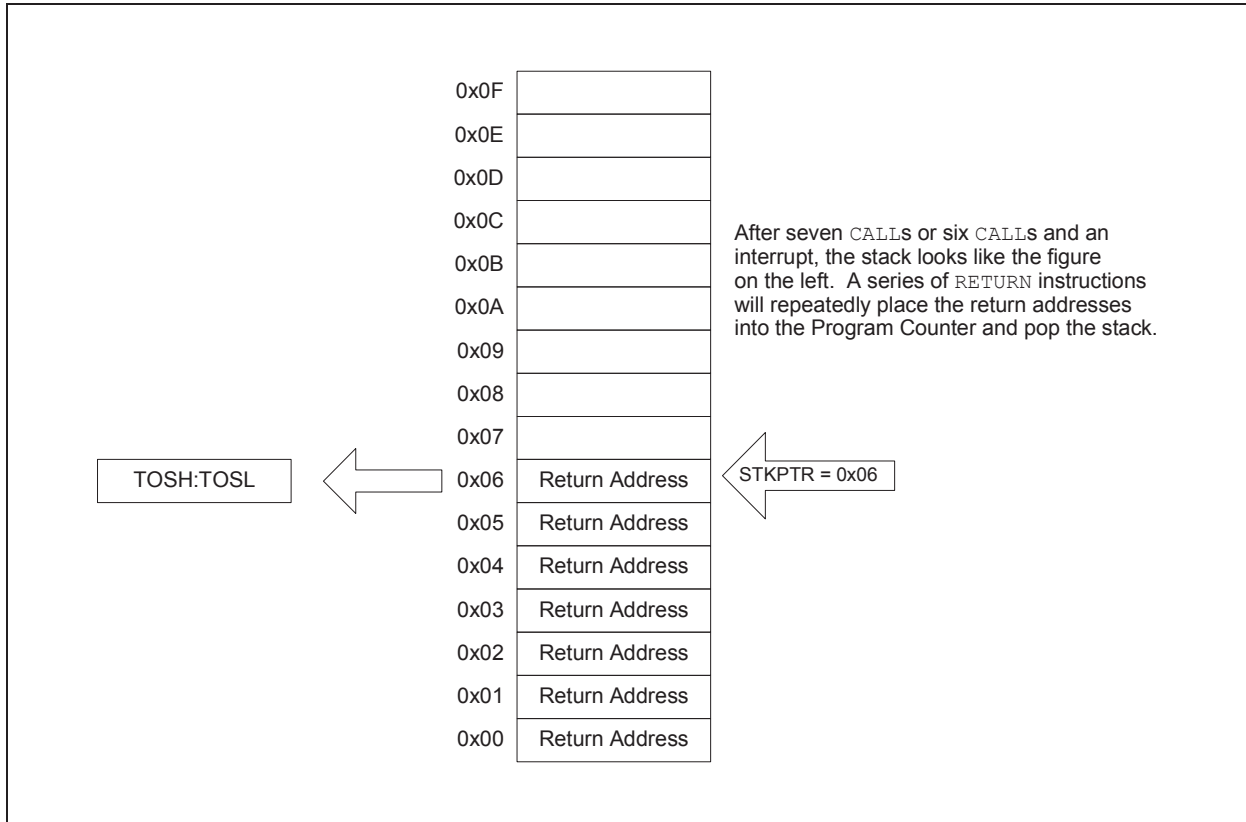 0x0F
0x0E
0x0D
0x0C
0x0B
0x0A
0x09
0x08
0x07
After seven CALLs or six CALLs and an
interrupt, the stack looks like the figure
on the left. A series of RETURN instructions
will repeatedly place the return addresses
into the Program Counter and pop the stack.
TOSH:TOSL
0x06 Return Address
STKPTR = 0x06
0x05 Return Address
0x04 Return Address
0x03 Return Address
0x02 Return Address
0x01 Return Address
0x00 Return Address